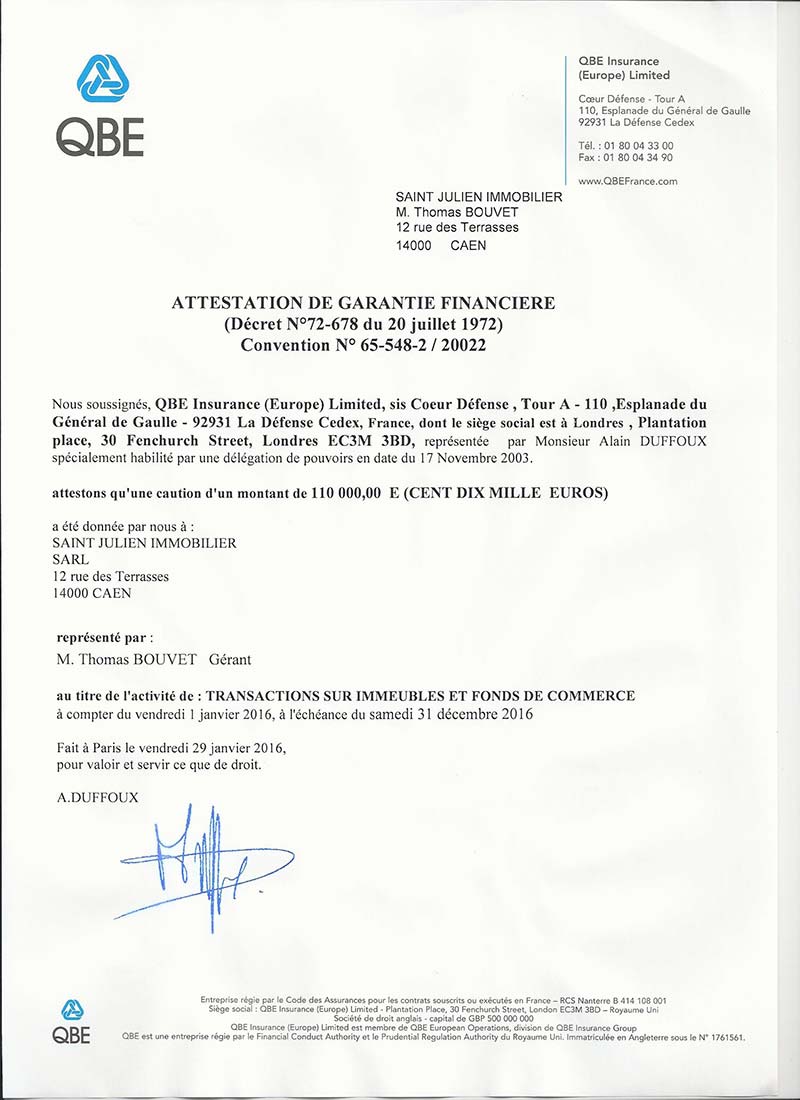 QBE
QBE Insurance
(Europe) Limited
Cœur Défense - Tour A
110, Esplanade du Général de Gaulle
92931 La Défense Cedex
Tél. : 01 80 04 33 00
Fax : 01 80 04 34 90
www.QBEFrance.com
SAINT JULIEN IMMOBILIER
M. Thomas BOUVET
12 rue des Terrasses
14000 CAEN
ATTESTATION DE GARANTIE FINANCIERE
(Décret N°72-678 du 20 juillet 1972)
Convention N° 65-548-2 / 20022
Nous soussignés, QBE Insurance (Europe) Limited, sis Coeur Défense , Tour A - 110 ,Esplanade du
Général de Gaulle - 92931 La Défense Cedex, France, dont le siège social est à Londres , Plantation
place, 30 Fenchurch Street, Londres EC3M 3BD, représentée par Monsieur Alain DUFFOUX
spécialement habilité par une délégation de pouvoirs en date du 17 Novembre 2003.
attestons qu'une caution d'un montant de 110 000,00 E (CENT DIX MILLE EUROS)
a été donnée par nous à :
SAINT JULIEN IMMOBILIER
SARL
12 rue des Terrasses
14000 CAEN
représenté par :
M. Thomas BOUVET Gérant
au titre de l'activité de : TRANSACTIONS SUR IMMEUBLES ET FONDS DE COMMERCE
à compter du vendredi 1 janvier 2016, à l'échéance du samedi 31 décembre 2016
Fait à Paris le vendredi 29 janvier 2016,
pour valoir et servir ce que de droit.
A.DUFFOUX
QBE
Entreprise régie par le Code des Assurances pour les contrats souscrits ou exécutés en France – RCS Nanterre B 414 108 001
Siège social : QBE Insurance (Europe) Limited - Plantation Place, 30 Fenchurch Street, London EC3M 3BD – Royaume Uni
Société de droit anglais - capital de GBP 500 000 000
QBE Insurance (Europe) Limited est membre de QBE European Operations, division de QBE Insurance Group
QBE est une entreprise régie par le Financial Conduct Authority et le Prudential Regulation Authority du Royaume Uni. Immatriculée en Angleterre sous le N° 1761561.